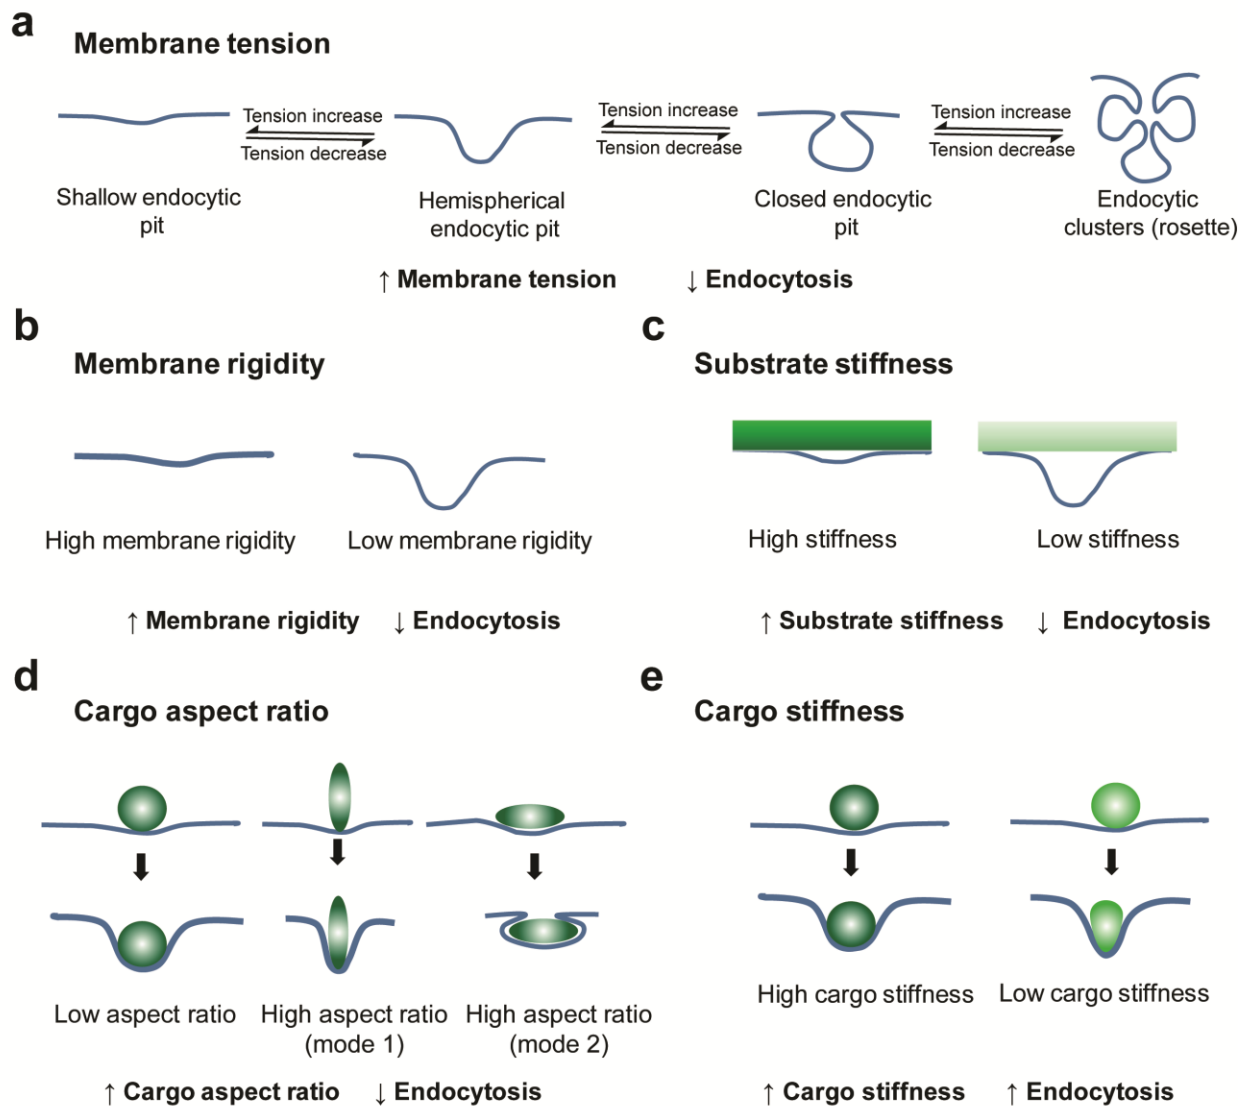 a
Membrane tension
Tension increase
Tension decrease
Tension increase
Tension decrease
Tension increase
Tension decrease
Shallow endocytic
pit
Hemispherical
endocytic pit
Closed endocytic
pit
Endocytic
clusters (rosette)
↑ Membrane tension ↓ Endocytosis
b
Membrane rigidity
High membrane rigidity
Low membrane rigidity
↑ Membrane rigidity ↓ Endocytosis
c
Substrate stiffness
High stiffness
Low stiffness
↑ Substrate stiffness ↓ Endocytosis
d
Cargo aspect ratio
Low aspect ratio
High aspect ratio
(mode 1)
High aspect ratio
(mode 2)
↑ Cargo aspect ratio ↓ Endocytosis
e
Cargo stiffness
High cargo stiffness
Low cargo stiffness
↑ Cargo stiffness ↑ Endocytosis